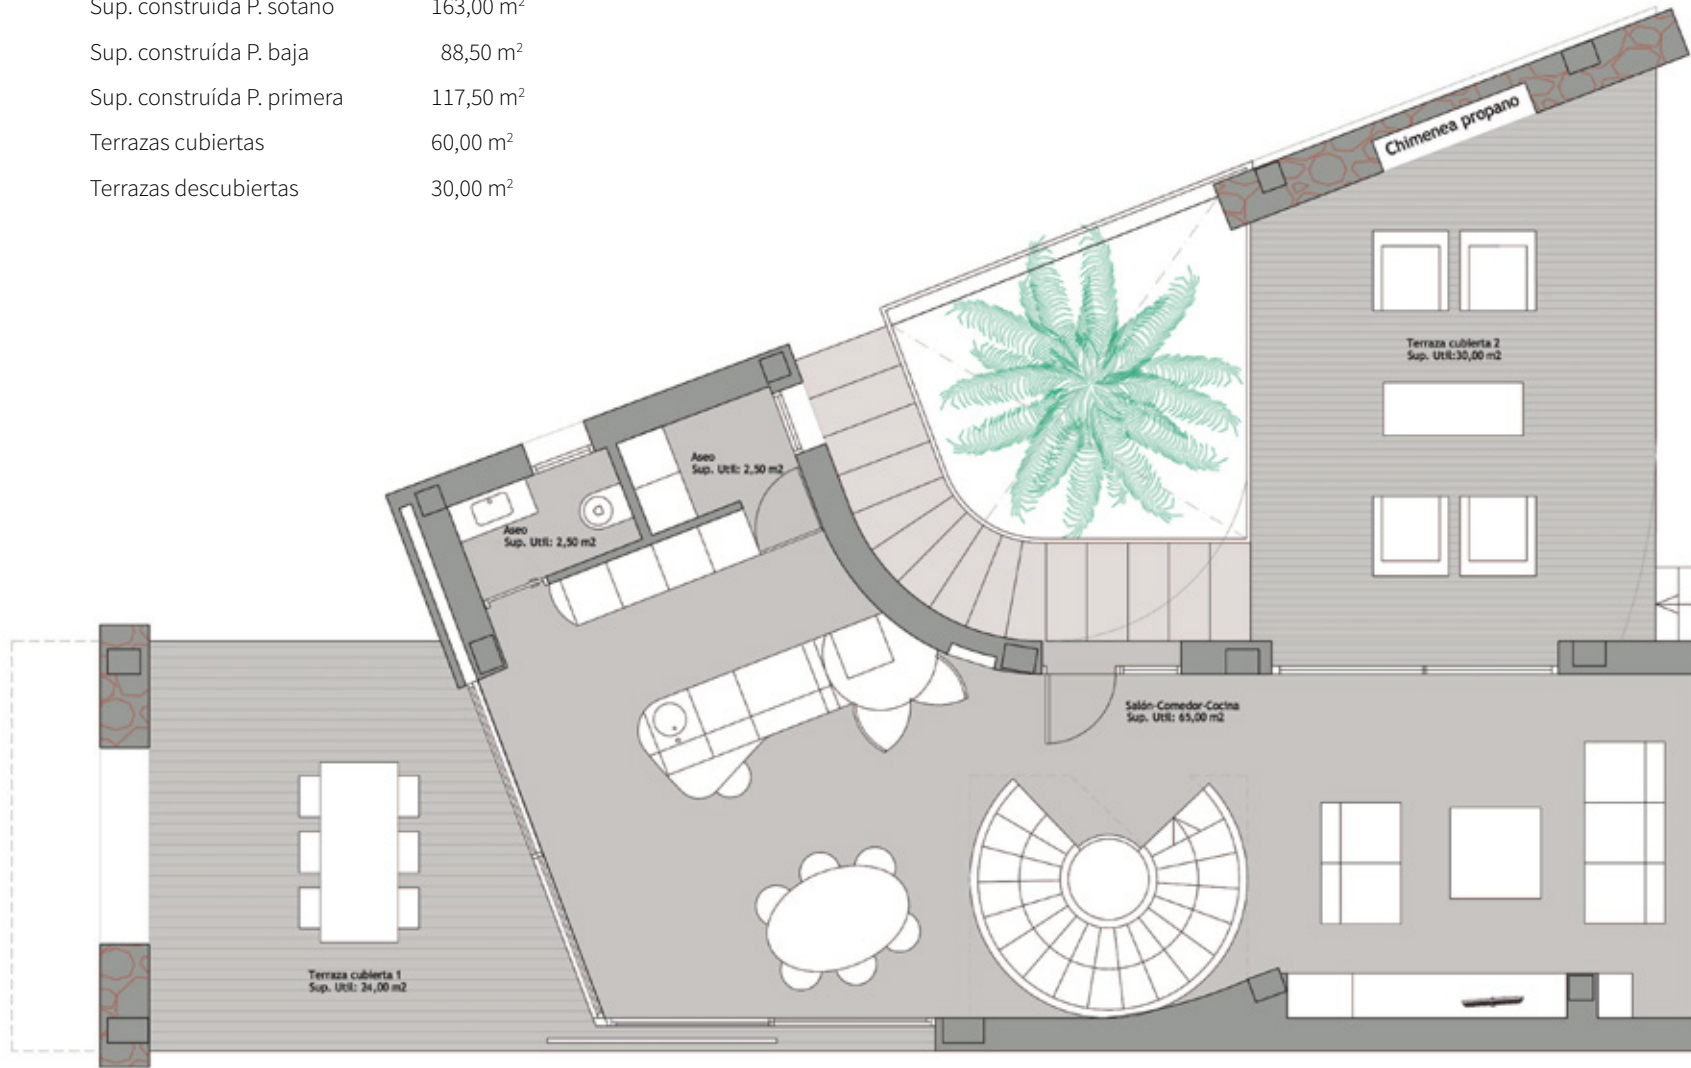 Sup. construída P. sótano 163,00 m²
Sup. construída P. baja 88,50 m²
Sup. construída P. primera 117,50 m²
Terrazas cubiertas 60,00 m²
Terrazas descubiertas 30,00 m²
Chimenea propano
Terraza cubierta 2
Sup. Util:30,00 m2
Aseo
Sup. Util: 2,50 m2
Aseo
Sup. Util: 2,50 m2
Salón-Comedor-Cocina
Sup. Util: 65,00 m2
Terraza cubierta 1
Sup. Util: 24,00 m2